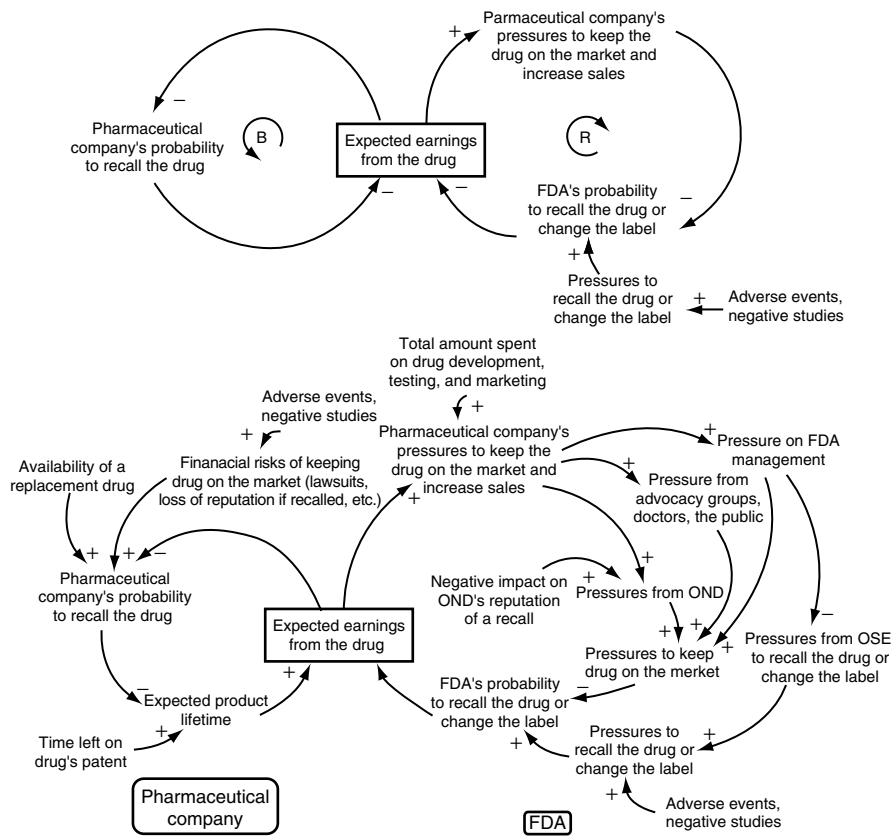 Parmaceutical company's
pressures to keep the
drug on the market and
increase sales
+
−
Pharmaceutical
company's probability
to recall the drug
B
Expected earnings
from the drug
R
−
−
−
FDA's probability
to recall the drug or
change the label
+
Pressures to
recall the drug or
change the label
+
Adverse events,
negative studies
Total amount spent
on drug development,
testing, and marketing
+
Adverse events,
negative studies
+
Finanacial risks of keeping
drug on the market (lawsuits,
loss of reputation if recalled, etc.)
Pharmaceutical company's
pressures to keep the
drug on the market and
increase sales
+
+
Pressure on FDA
management
+
Pressure from
advocacy groups,
doctors, the public
Availability of a
replacement drug
+
+
−
Pharmaceutical
company's probability
to recall the drug
+
Negative impact on
OND's reputation
of a recall
+
Pressures from OND
Expected earnings
from the drug
+
+
+
−
Pressures to keep
drug on the merket
Pressures from OSE
to recall the drug or
change the label
−
Expected product
lifetime
+
FDA's probability
to recall the drug or
change the label
−
Time left on
drug's patent
+
+
Pressures to
recall the drug or
change the label
+
+
Adverse events,
negative studies
Pharmaceutical
company
FDA